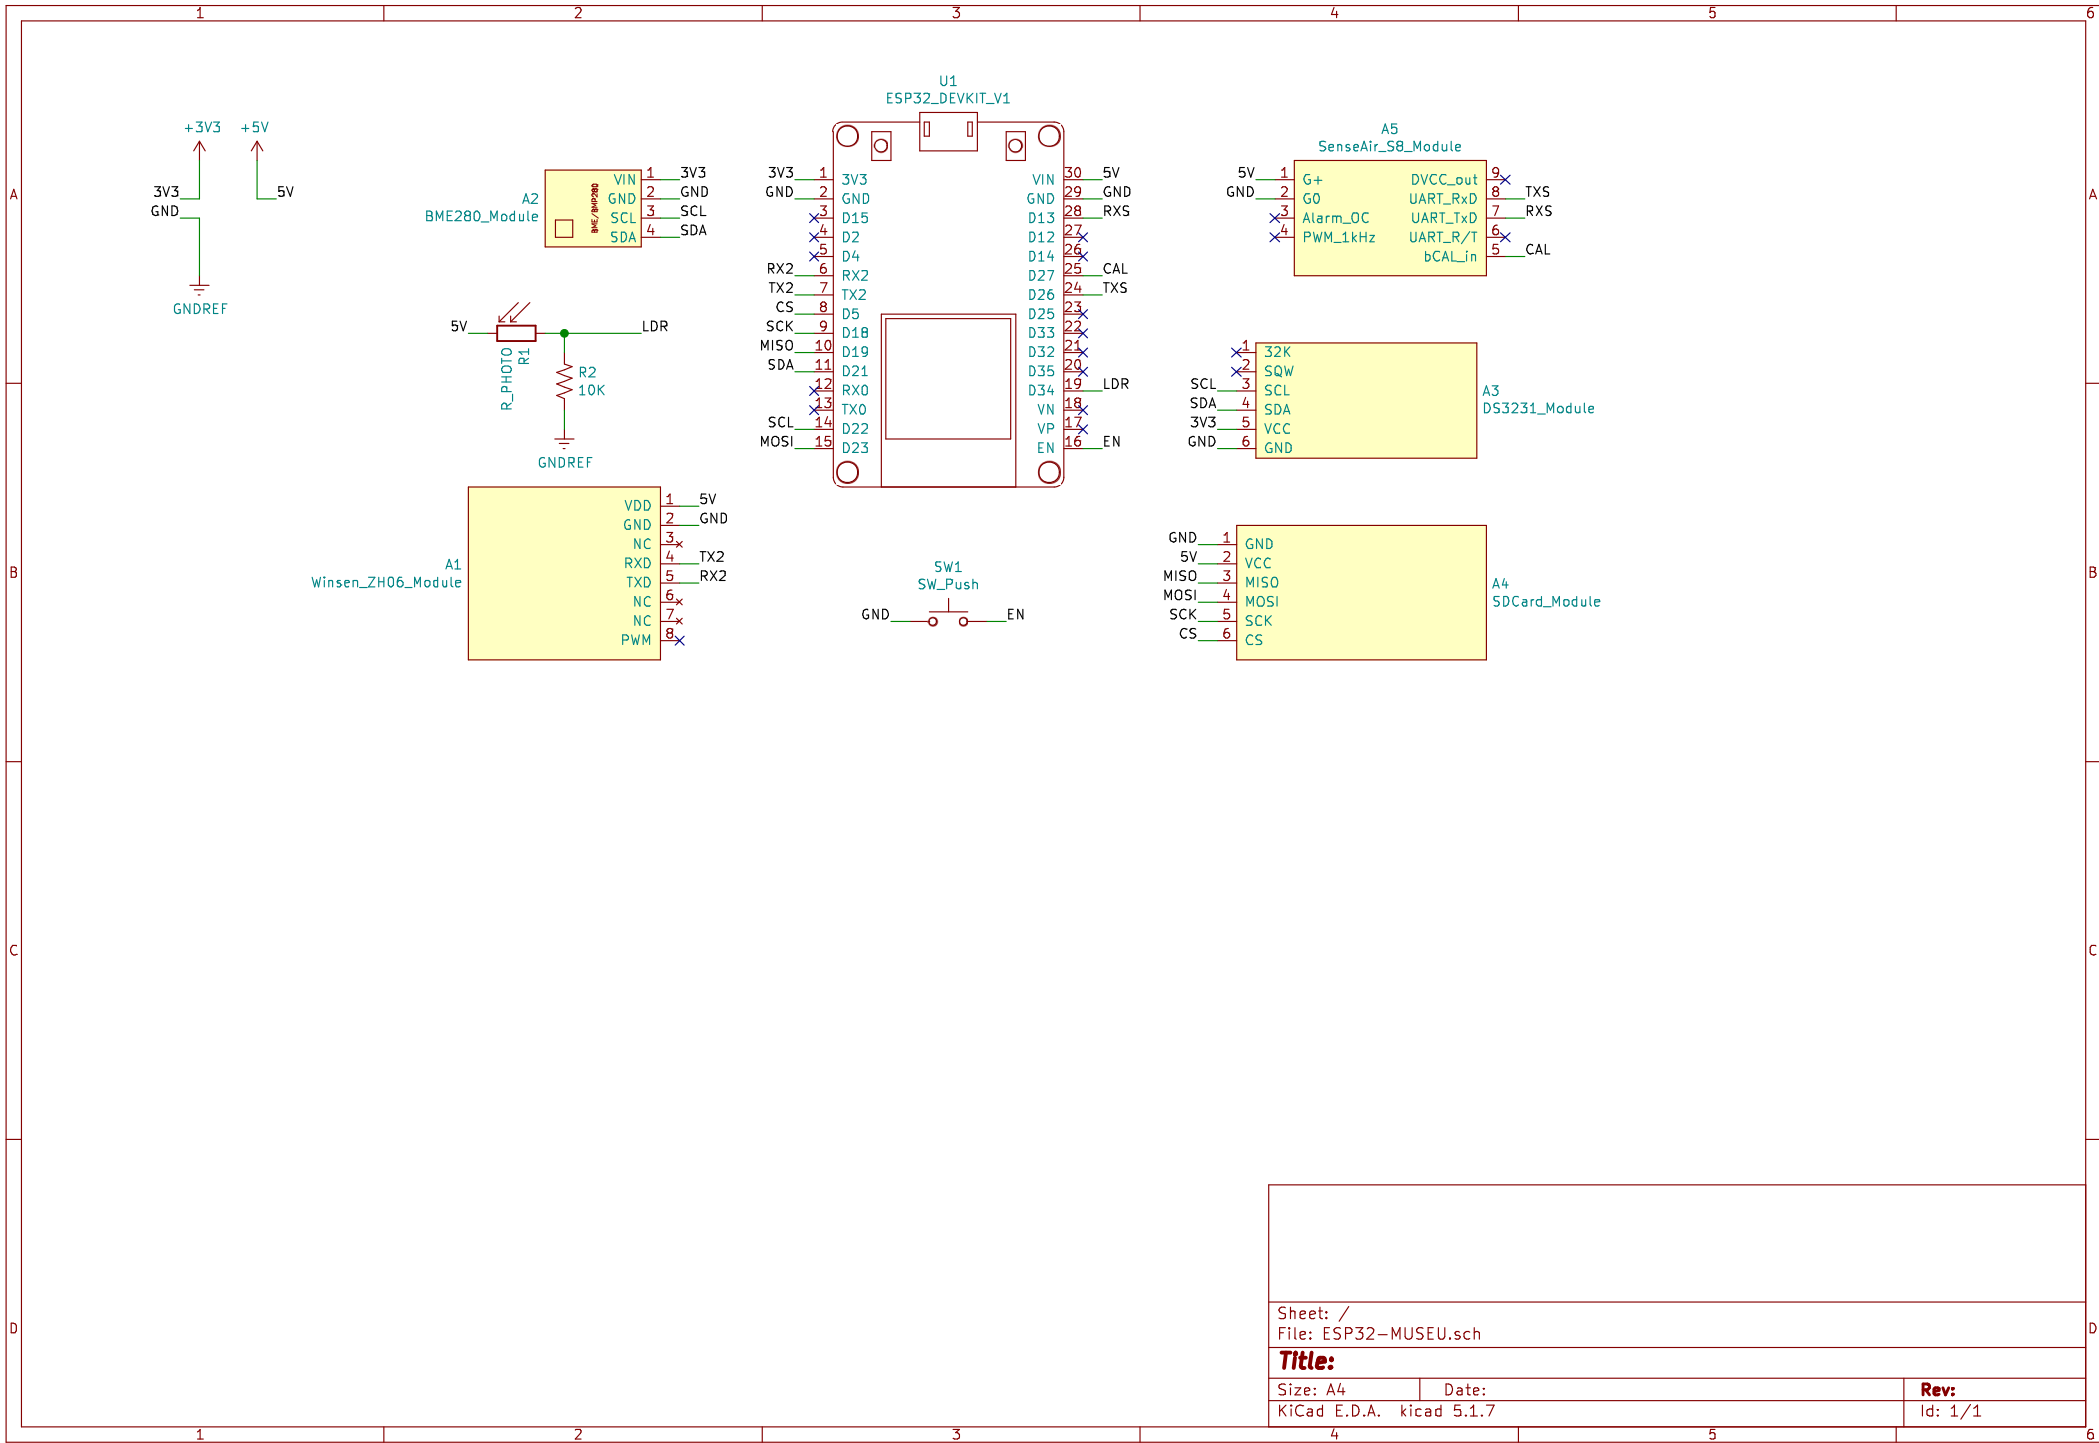 1 2 3 4 5 6
A
B
C
D
+3V3 +5V
3V3
5V
GND
GNDREF
A2
BME280_Module
BME/BMP280
VIN 1 3V3
GND 2 GND
SCL 3 SCL
SDA 4 SDA
5V
LDR
R_PHOTO
R1
R2
10K
GNDREF
A1
Winsen_ZH06_Module
VDD 1 5V
GND 2 GND
NC 3
RXD 4 TX2
TXD 5 RX2
NC 6
NC 7
PWM 8
U1
ESP32_DEVKIT_V1
3V3 1 3V3
GND 2 GND
3 D15
4 D2
5 D4
RX2 6 RX2
TX2 7 TX2
CS 8 D5
SCK 9 D18
MISO 10 D19
SDA 11 D21
12 RX0
13 TX0
SCL 14 D22
MOSI 15 D23
VIN 30 5V
GND 29 GND
D13 28 RXS
D12 27
D14 26
D27 25 CAL
D26 24 TXS
D25 23
D33 22
D32 21
D35 20
D34 19 LDR
VN 18
VP 17
EN 16 EN
SW1
SW_Push
GND EN
A5
SenseAir_S8_Module
5V 1 G+
GND 2 G0
3 Alarm_OC
4 PWM_1kHz
DVCC_out 9
UART_RxD 8 TXS
UART_TxD 7 RXS
UART_R/T 6
bCAL_in 5 CAL
A3
DS3231_Module
1 32K
2 SQW
SCL 3 SCL
SDA 4 SDA
3V3 5 VCC
GND 6 GND
A4
SDCard_Module
GND 1 GND
5V 2 VCC
MISO 3 MISO
MOSI 4 MOSI
SCK 5 SCK
CS 6 CS
A
B
C
D
Sheet: /
File: ESP32-MUSEU.sch
Title:
Size: A4 Date: Rev:
KiCad E.D.A. kicad 5.1.7 Id: 1/1
1 2 3 4 5 6